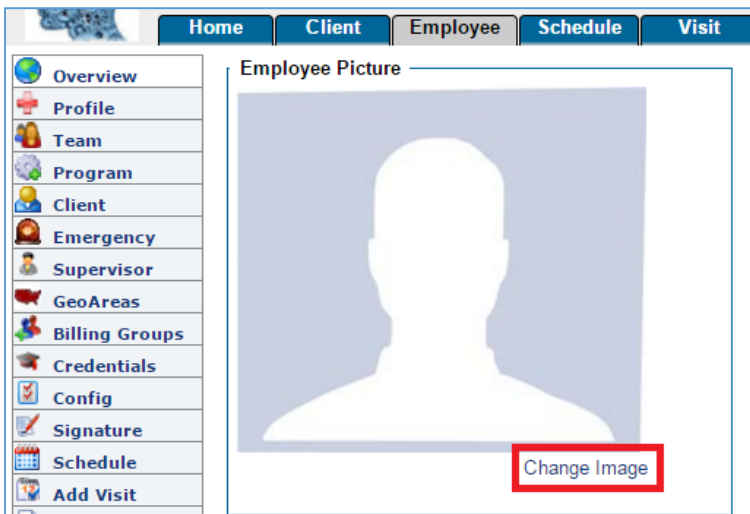 Home Client Employee Schedule Visit
Overview
Profile
Team
Program
Client
Emergency
Supervisor
GeoAreas
Billing Groups
Credentials
Config
Signature
Schedule
Add Visit
Employee Picture
Change Image